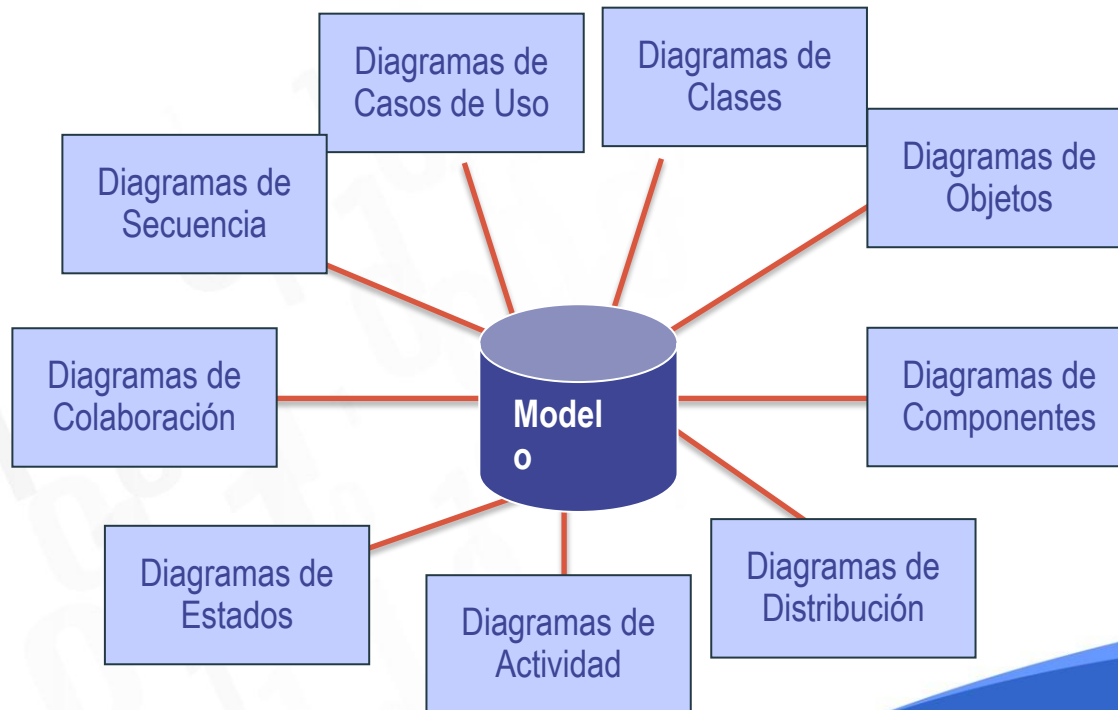 Diagramas de
Casos de Uso
Diagramas de
Clases
Diagramas de
Secuencia
Diagramas de
Objetos
Diagramas de
Colaboración
Model
o
Diagramas de
Componentes
Diagramas de
Estados
Diagramas de
Actividad
Diagramas de
Distribución